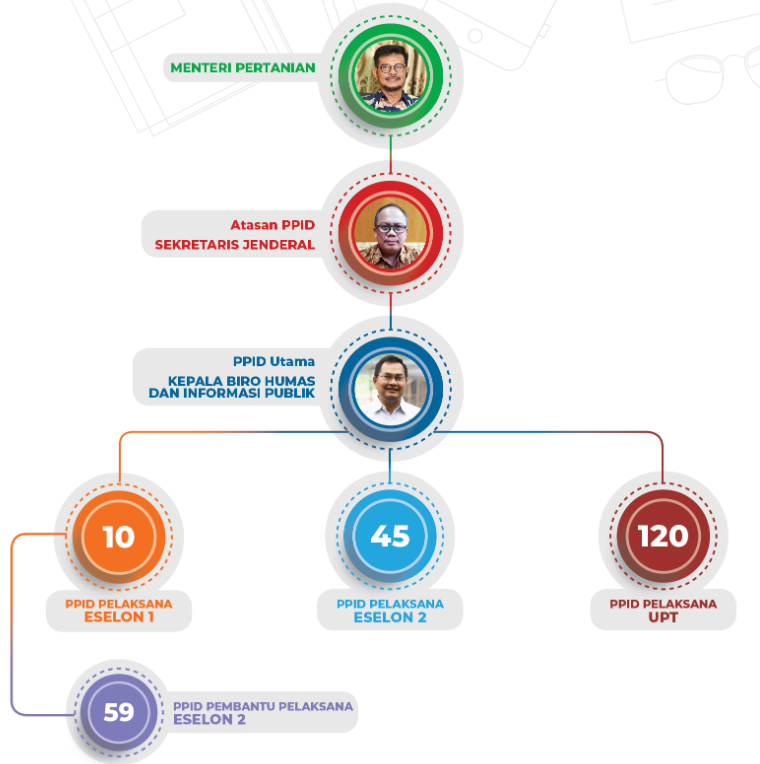 MENTERI PERTANIAN
Atasan PPID
SEKRETARIS JENDERAL
PPID Utama
KEPALA BIRO HUMAS
DAN INFORMASI PUBLIK
10
PPID PELAKSANA
ESELON 1
45
PPID PELAKSANA
ESELON 2
120
PPID PELAKSANA
UPT
59
PPID PEMBANTU PELAKSANA
ESELON 2